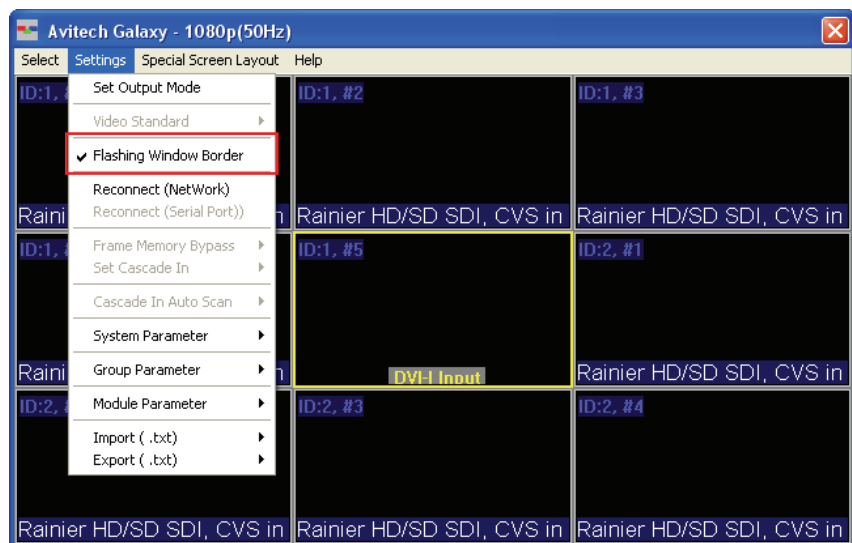 Avitech Galaxy - 1080p(50Hz)
Select Settings Special Screen Layout Help
Set Output Mode
Video Standard
Flashing Window Border
Reconnect (NetWork)
Reconnect (Serial Port))
Frame Memory Bypass
Set Cascade In
Cascade In Auto Scan
System Parameter
Group Parameter
Module Parameter
Import ( .txt)
Export ( .txt)
ID:1, #2
ID:1, #3
Rainier HD/SD SDI, CVS in
Rainier HD/SD SDI, CVS in
ID:1,
ID:1, #5
ID:2, #1
DVI-I Input
Rainier HD/SD SDI, CVS in
ID:2,
ID:2, #3
ID:2, #4
Rainier HD/SD SDI, CVS in
Rainier HD/SD SDI, CVS in
Rainier HD/SD SDI, CVS in